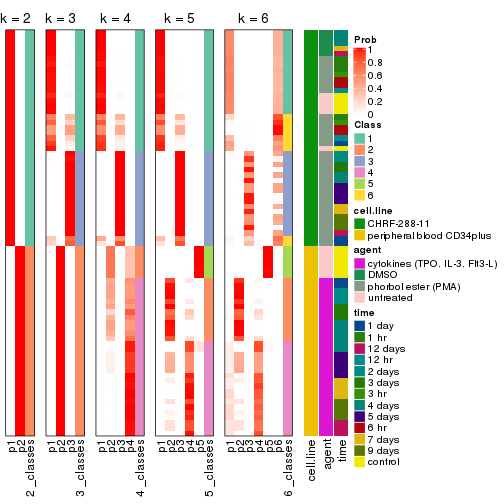 k = 2
k = 3
k = 4
k = 5
k = 6
p1
p2
2_classes
p1
p2
p3
3_classes
p1
p2
p3
p4
4_classes
p1
p2
p3
p4
p5
5_classes
p1
p2
p3
p4
p5
p6
6_classes
cell.line
agent
time
Prob
1
0.8
0.6
0.4
0.2
0
Class
1
2
3
4
5
6
cell.line
CHRF-288-11
peripheral blood CD34plus
agent
cytokines (TPO, IL-3, Flt3-L)
DMSO
phorbol ester (PMA)
untreated
time
1 day
1 hr
12 days
12 hr
2 days
3 days
3 hr
4 days
5 days
6 hr
7 days
9 days
control